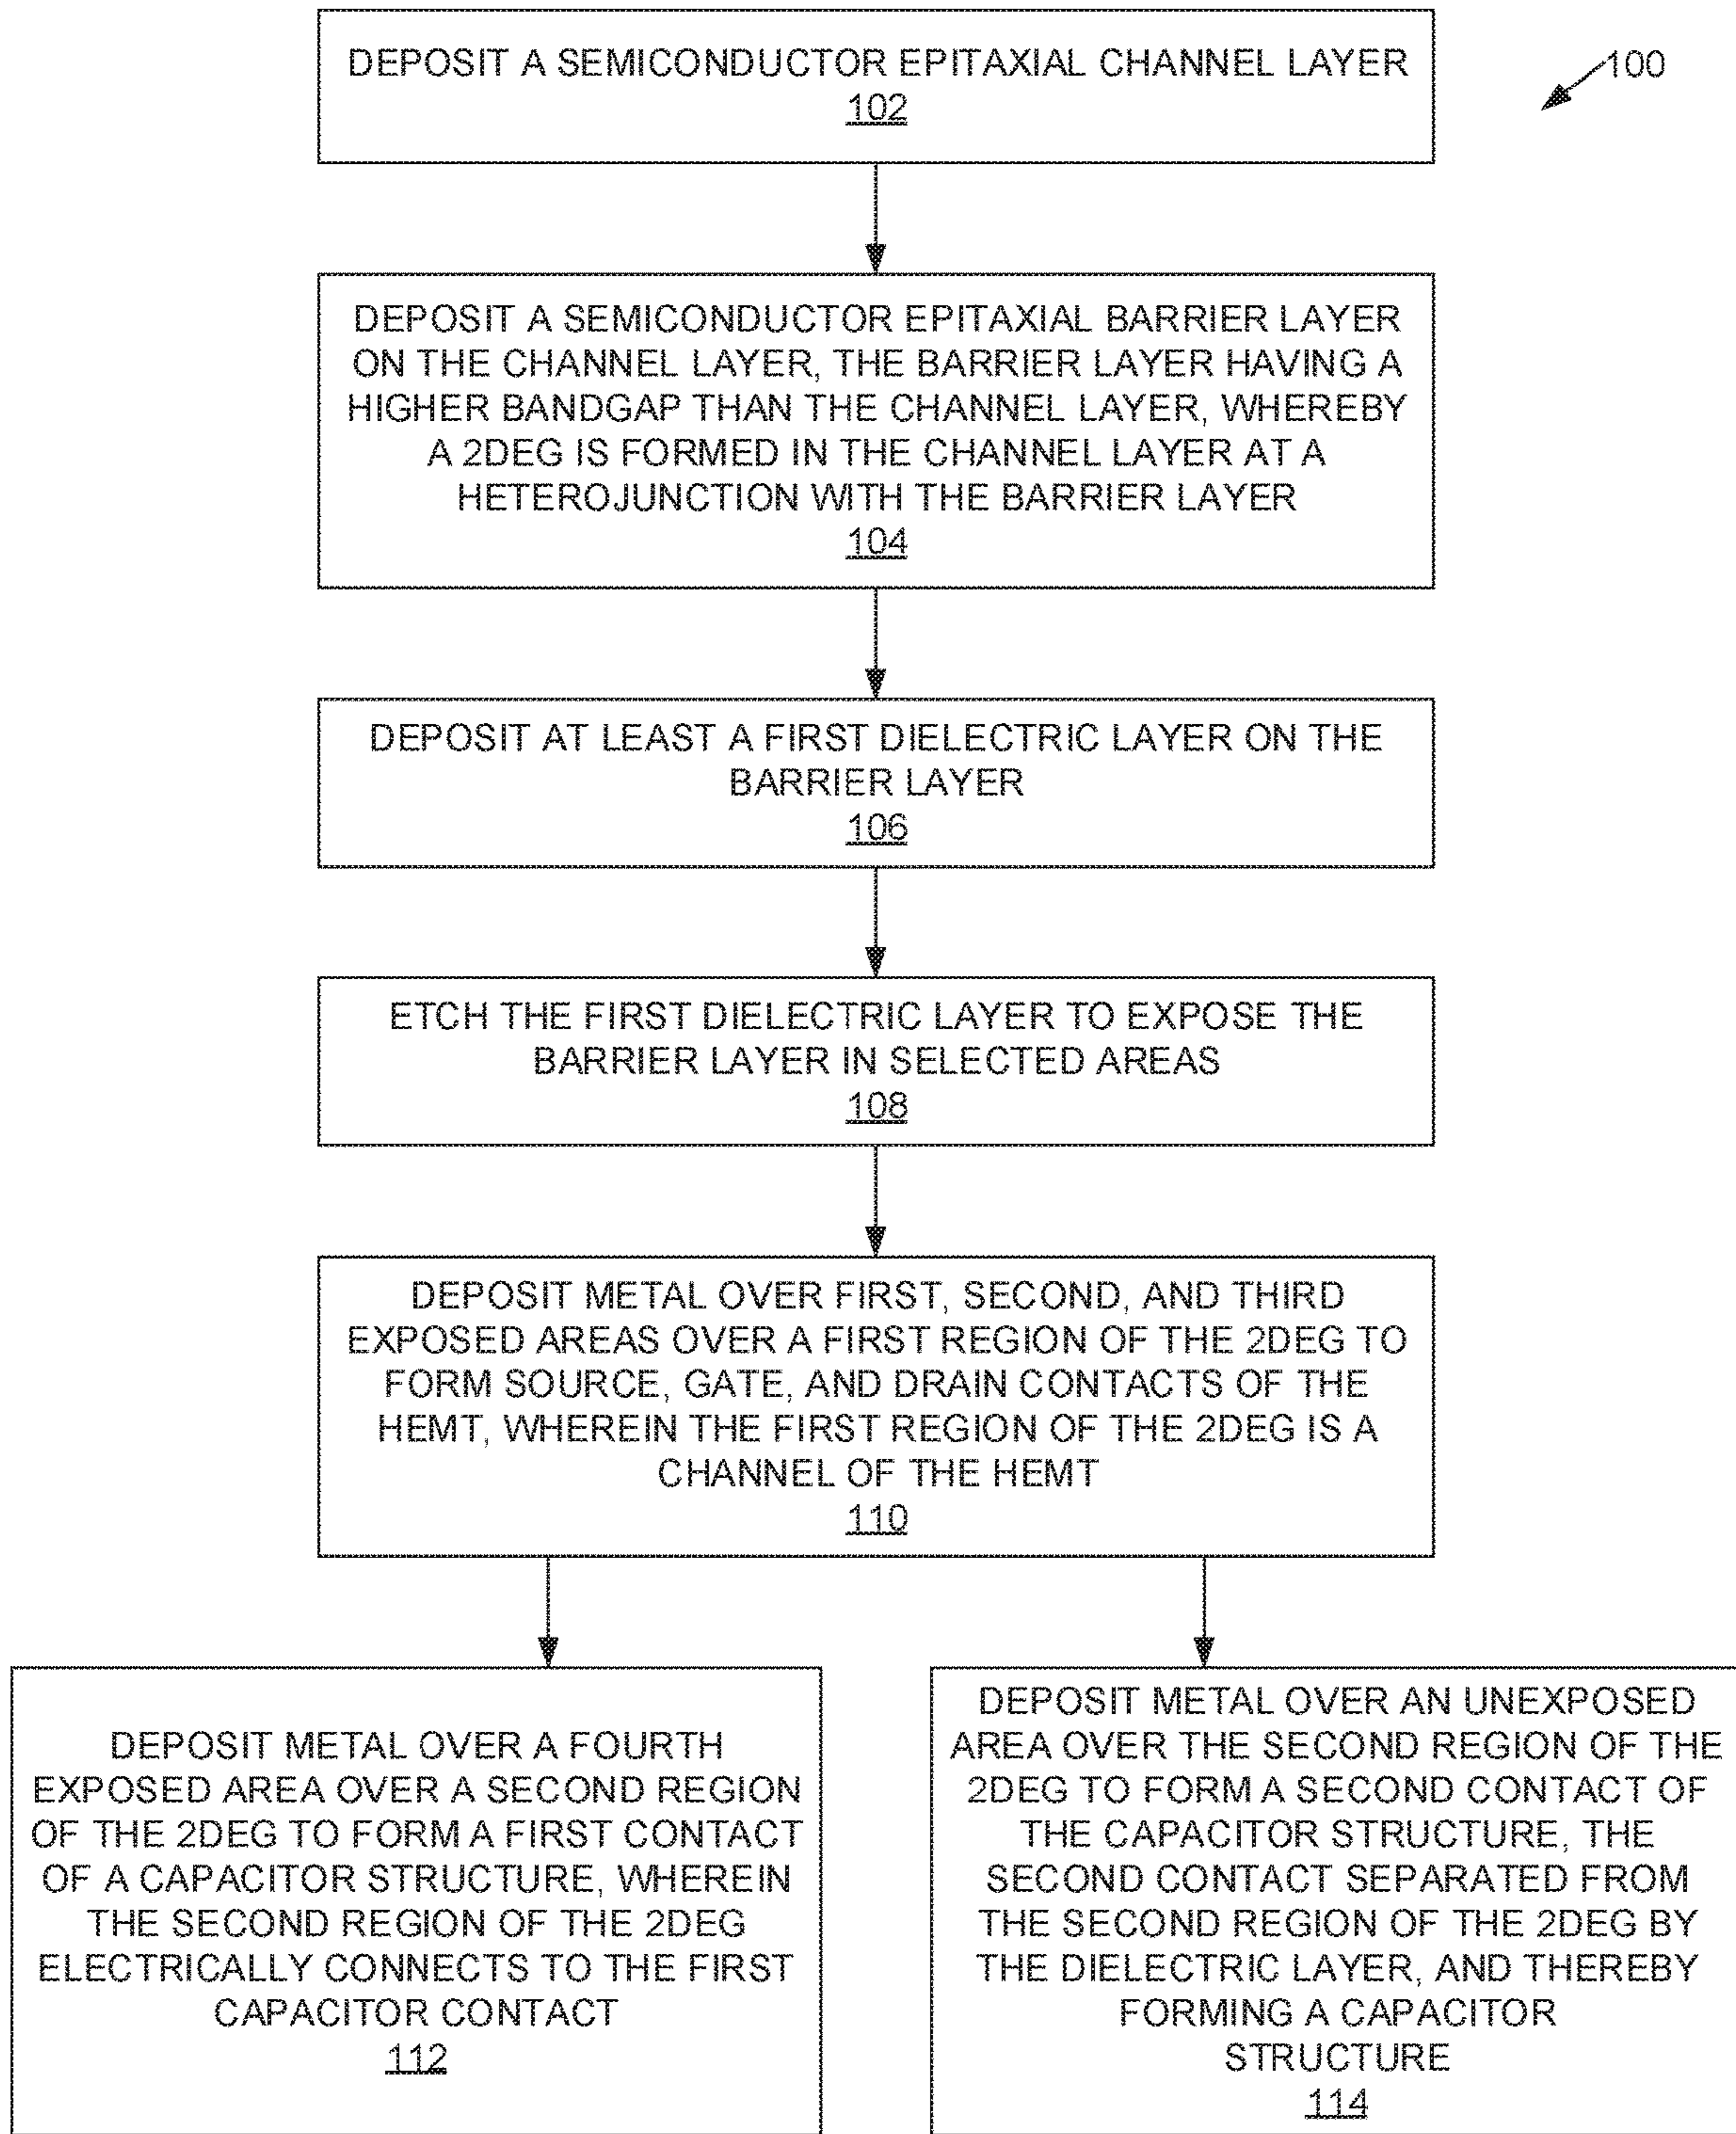 DEPOSIT A SEMICONDUCTOR EPITAXIAL CHANNEL LAYER
102
100
DEPOSIT A SEMICONDUCTOR EPITAXIAL BARRIER LAYER
ON THE CHANNEL LAYER, THE BARRIER LAYER HAVING A
HIGHER BANDGAP THAN THE CHANNEL LAYER, WHEREBY
A 2DEG IS FORMED IN THE CHANNEL LAYER AT A
HETEROJUNCTION WITH THE BARRIER LAYER
104
DEPOSIT AT LEAST A FIRST DIELECTRIC LAYER ON THE
BARRIER LAYER
106
ETCH THE FIRST DIELECTRIC LAYER TO EXPOSE THE
BARRIER LAYER IN SELECTED AREAS
108
DEPOSIT METAL OVER FIRST, SECOND, AND THIRD
EXPOSED AREAS OVER A FIRST REGION OF THE 2DEG TO
FORM SOURCE, GATE, AND DRAIN CONTACTS OF THE
HEMT, WHEREIN THE FIRST REGION OF THE 2DEG IS A
CHANNEL OF THE HEMT
110
DEPOSIT METAL OVER A FOURTH
EXPOSED AREA OVER A SECOND REGION
OF THE 2DEG TO FORM A FIRST CONTACT
OF A CAPACITOR STRUCTURE, WHEREIN
THE SECOND REGION OF THE 2DEG
ELECTRICALLY CONNECTS TO THE FIRST
CAPACITOR CONTACT
112
DEPOSIT METAL OVER AN UNEXPOSED
AREA OVER THE SECOND REGION OF THE
2DEG TO FORM A SECOND CONTACT OF
THE CAPACITOR STRUCTURE, THE
SECOND CONTACT SEPARATED FROM
THE SECOND REGION OF THE 2DEG BY
THE DIELECTRIC LAYER, AND THEREBY
FORMING A CAPACITOR
STRUCTURE
114